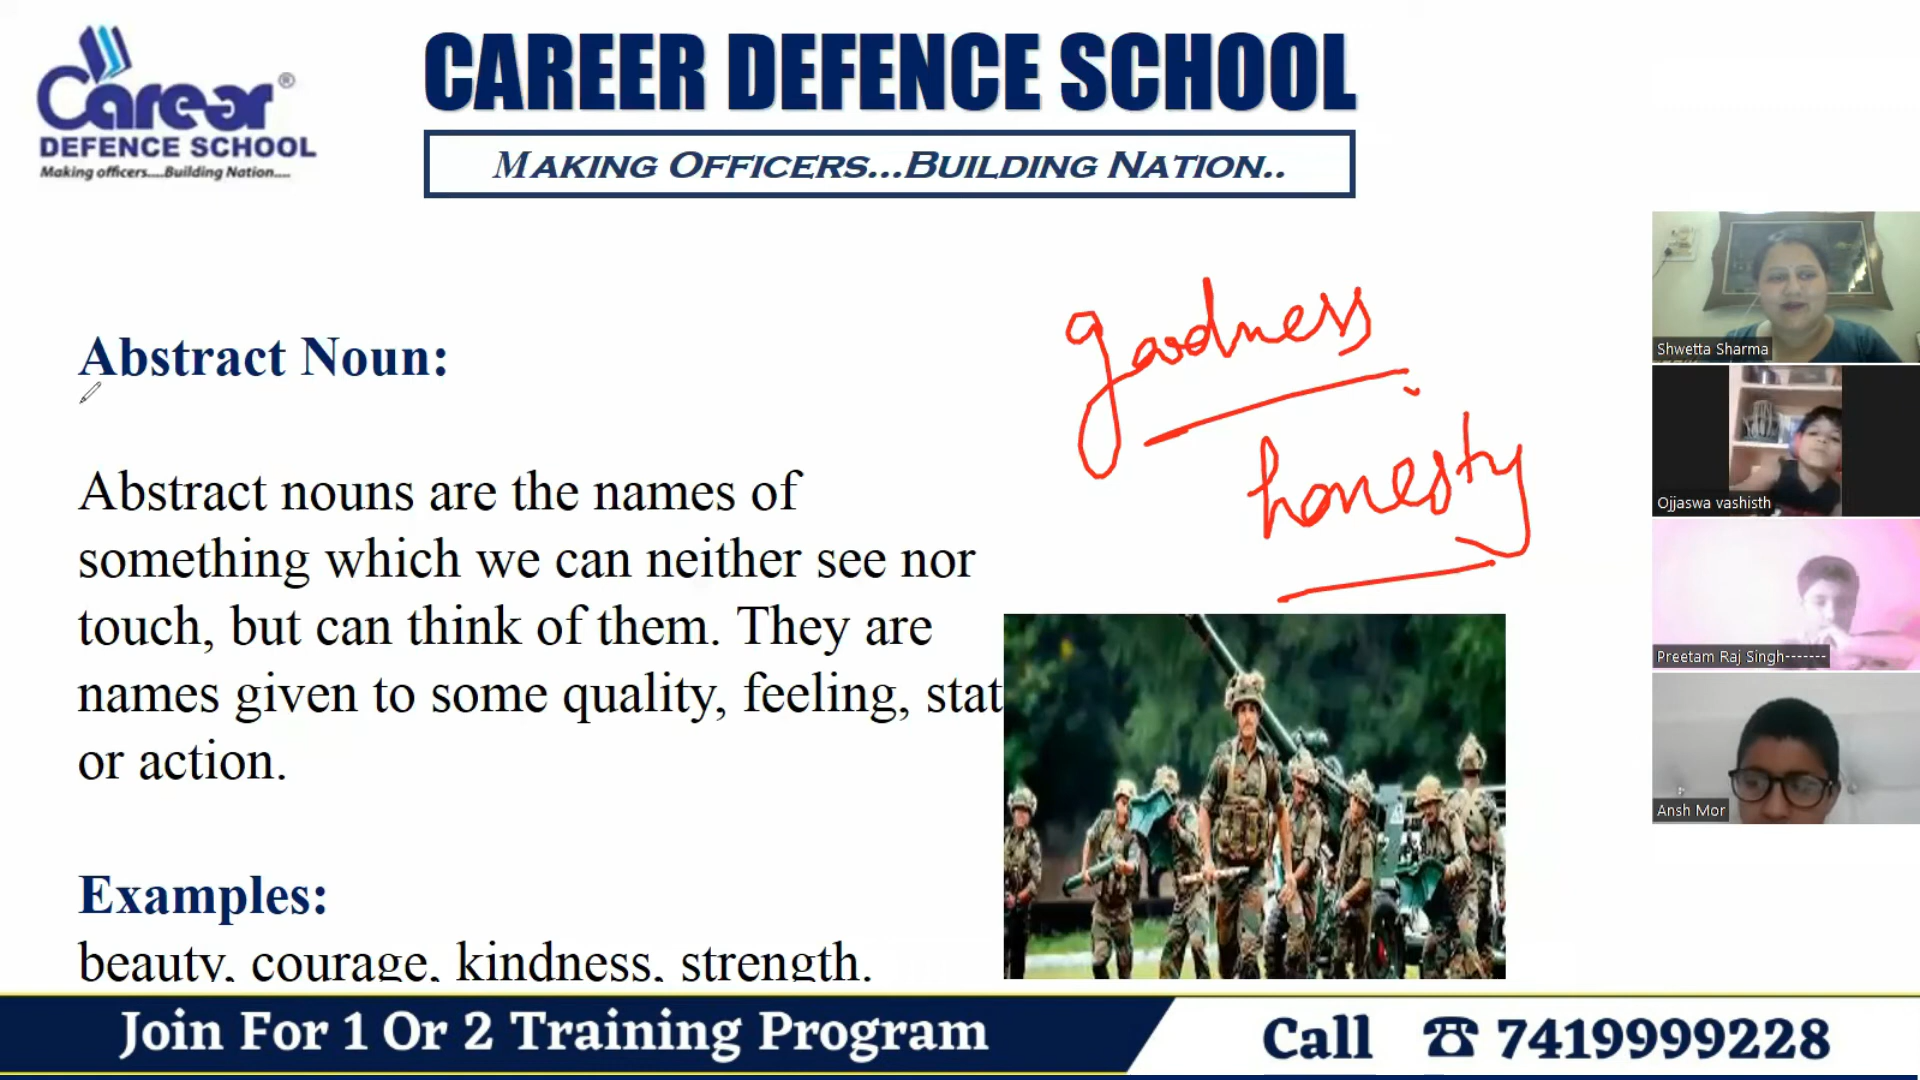 Carear®
DEFENCE SCHOOL
Making officers....Building Nation....
CAREER DEFENCE SCHOOL
MAKING OFFICERS...BUILDING NATION..
Abstract Noun:
Abstract nouns are the names of
something which we can neither see nor
touch, but can think of them. They are
names given to some quality, feeling, stat
or action.
Examples:
beauty, courage, kindness, strength.
goodness
honesty
Shwetta Sharma
Ojjaswa vashisth
Preetam Raj Singh-------
Ansh Mor
Join For 1 Or 2 Training Program
Call ☎ 7419999228